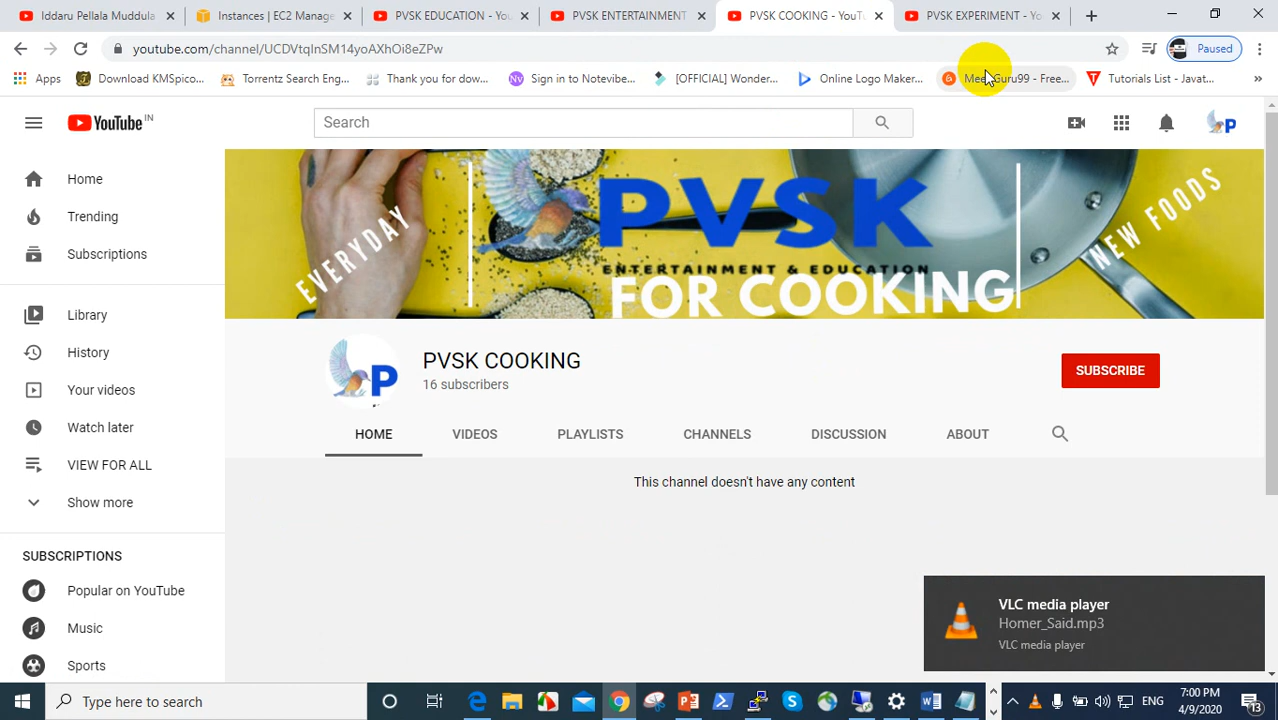 Iddaru Pellala Muddula
Instances | EC2 Manage
PVSK EDUCATION - You
PVSK ENTERTAINMENT
PVSK COOKING - YouTu
PVSK EXPERIMENT - Yo
youtube.com/channel/UCDVtqInSM14yoAXhOi8eZPw
Paused
Apps
Download KMSpico...
Torrentz Search Eng...
Thank you for dow...
Nv Sign in to Notevibe...
[OFFICIAL] Wonder...
Online Logo Maker...
Meet Guru99 - Free...
Tutorials List - Javat...
»
YouTube IN
Search
Home
Trending
Subscriptions
Library
History
Your videos
Watch later
VIEW FOR ALL
Show more
SUBSCRIPTIONS
Popular on YouTube
Music
Sports
EVERYDAY
PVSK
ENTERTAINMENT & EDUCATION
FOR COOKING
NEW FOODS
P
PVSK COOKING
16 subscribers
SUBSCRIBE
HOME
VIDEOS
PLAYLISTS
CHANNELS
DISCUSSION
ABOUT
This channel doesn't have any content
VLC media player
Homer_Said.mp3
VLC media player
Type here to search
ENG
7:00 PM
4/9/2020
13